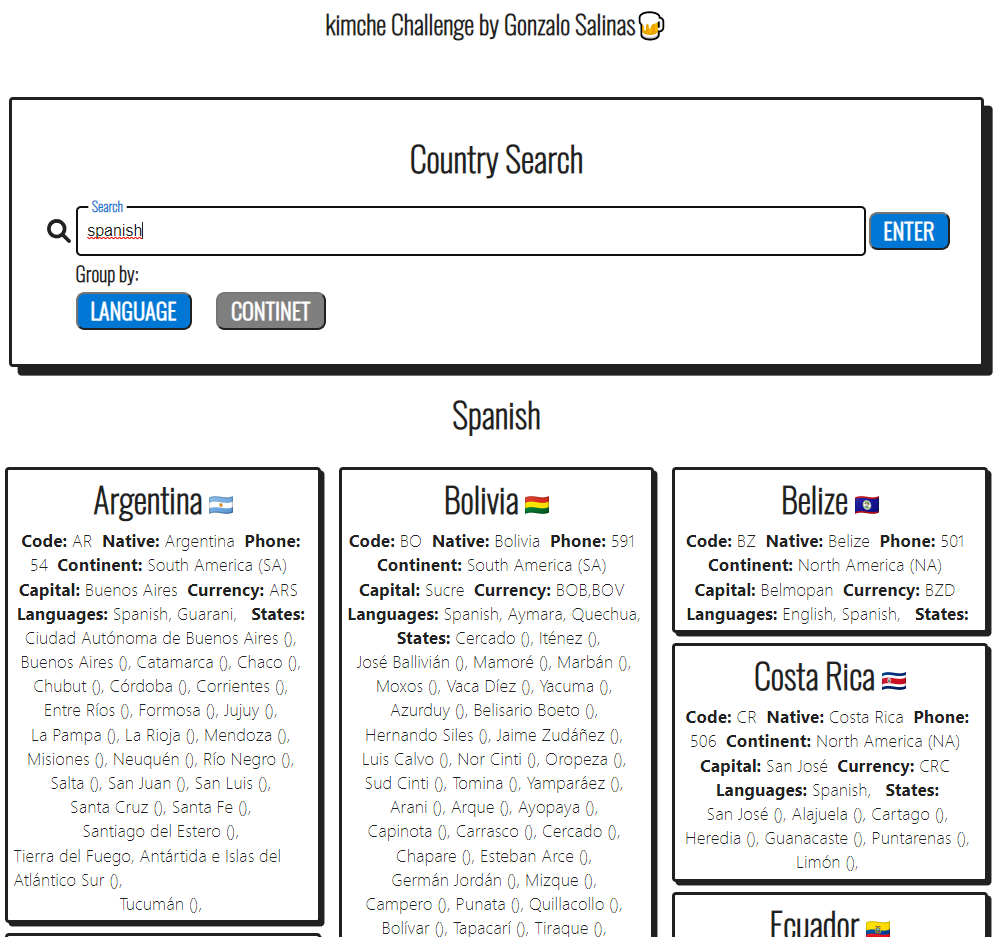 kimche Challenge by Gonzalo Salinas
Country Search
Search
spanish
ENTER
Group by:
LANGUAGE
CONTINET
Spanish
Argentina
Code: AR Native: Argentina Phone:
54 Continent: South America (SA)
Capital: Buenos Aires Currency: ARS
Languages: Spanish, Guarani, States:
Ciudad Autónoma de Buenos Aires (),
Buenos Aires (), Catamarca (), Chaco (),
Chubut (), Córdoba (), Corrientes (),
Entre Ríos (), Formosa (), Jujuy (),
La Pampa (), La Rioja (), Mendoza (),
Misiones (), Neuquén (), Río Negro (),
Salta (), San Juan (), San Luis (),
Santa Cruz (), Santa Fe (),
Santiago del Estero (),
Tierra del Fuego, Antártida e Islas del
Atlántico Sur (),
Tucumán (),
Bolivia
Code: BO Native: Bolivia Phone: 591
Continent: South America (SA)
Capital: Sucre Currency: BOB,BOV
Languages: Spanish, Aymara, Quechua,
States: Cercado (), Iténez (),
José Ballivián (), Mamoré (), Marbán (),
Moxos (), Vaca Díez (), Yacuma (),
Azurduy (), Belisario Boeto (),
Hernando Siles (), Jaime Zudáñez (),
Luis Calvo (), Nor Cinti (), Oropeza (),
Sud Cinti (), Tomina (), Yamparáez (),
Arani (), Arque (), Ayopaya (),
Capinota (), Carrasco (), Cercado (),
Chapare (), Esteban Arce (),
Germán Jordán (), Mizque (),
Campero (), Punata (), Quillacollo (),
Bolívar (), Tapacarí (), Tiraque (),
Belize
Code: BZ Native: Belize Phone: 501
Continent: North America (NA)
Capital: Belmopan Currency: BZD
Languages: English, Spanish, States:
Costa Rica
Code: CR Native: Costa Rica Phone:
506 Continent: North America (NA)
Capital: San José Currency: CRC
Languages: Spanish, States:
San José (), Alajuela (), Cartago (),
Heredia (), Guanacaste (), Puntarenas (),
Limón (),
Ecuador